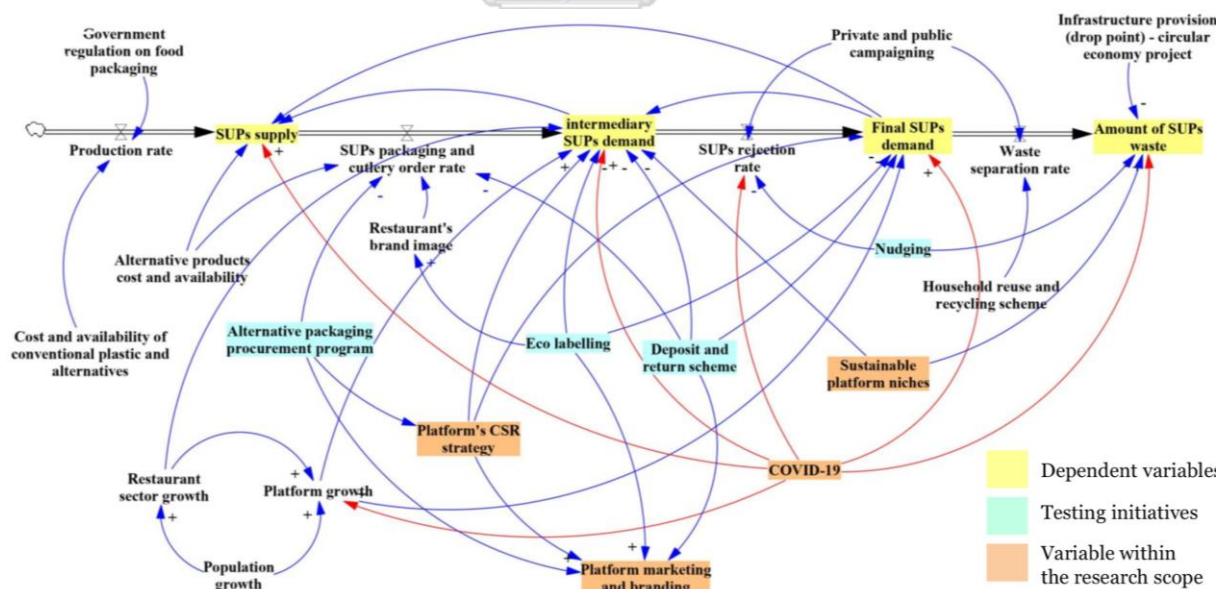 Government
regulation on food
packaging
Private and public
campaigning
Infrastructure provision
(drop point) - circular
economy project
-
Production rate
SUPs supply
+
SUPs packaging and
cutlery order rate
-
-
intermediary
SUPs demand
+
-
+
-
-
SUPs rejection
rate
-
Final SUPs
demand
-
+
Waste
separation rate
Amount of SUPs
waste
Restaurant's
brand image
+
Nudging
Alternative products
cost and availability
Household reuse and
recycling scheme
Cost and availability of
conventional plastic and
alternatives
Alternative packaging
procurement program
Eco labelling
Deposit and
return scheme
Sustainable
platform niches
Platform's CSR
strategy
COVID-19
Restaurant
sector growth
+
+
Platform growth
+
+
Population
growth
+
+
Platform marketing
and branding
Dependent variables
Testing initiatives
Variable within
the research scope